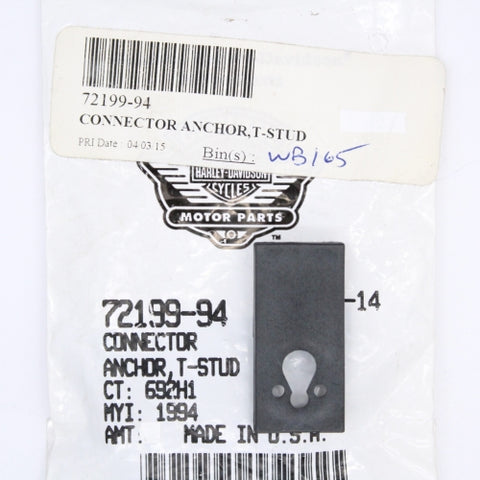 72199-94
CONNECTOR ANCHOR,T-STUD
PRI Date : 04.03.15
Bin(s) : WB165
HARLEY-DAVIDSON
CYCLES
MOTOR PARTS
™
-14
72199-94
CONNECTOR
ANCHOR,T-STUD
CT: 692H1
MYI: 1994
AMT: MADE IN U.S.A.